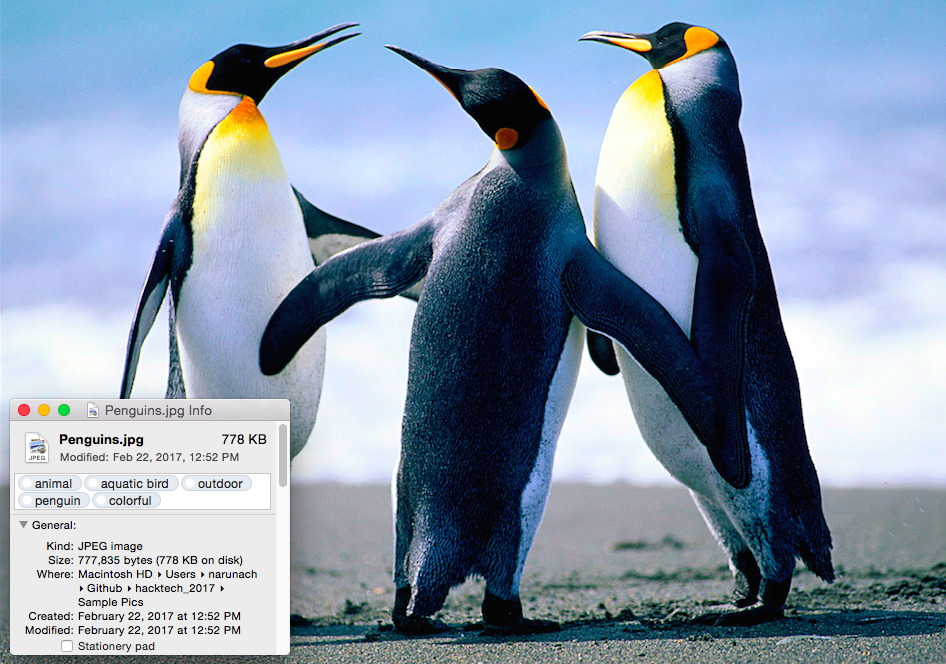 Penguins.jpg Info
Penguins.jpg 778 KB
JPEG
Modified: Feb 22, 2017, 12:52 PM
animal aquatic bird outdoor
penguin colorful
General:
Kind: JPEG image
Size: 777,835 bytes (778 KB on disk)
Where: Macintosh HD ▸ Users ▸ narunach
▸ Github ▸ hacktech_2017 ▸
Sample Pics
Created: February 22, 2017 at 12:52 PM
Modified: February 22, 2017 at 12:52 PM
Stationery pad